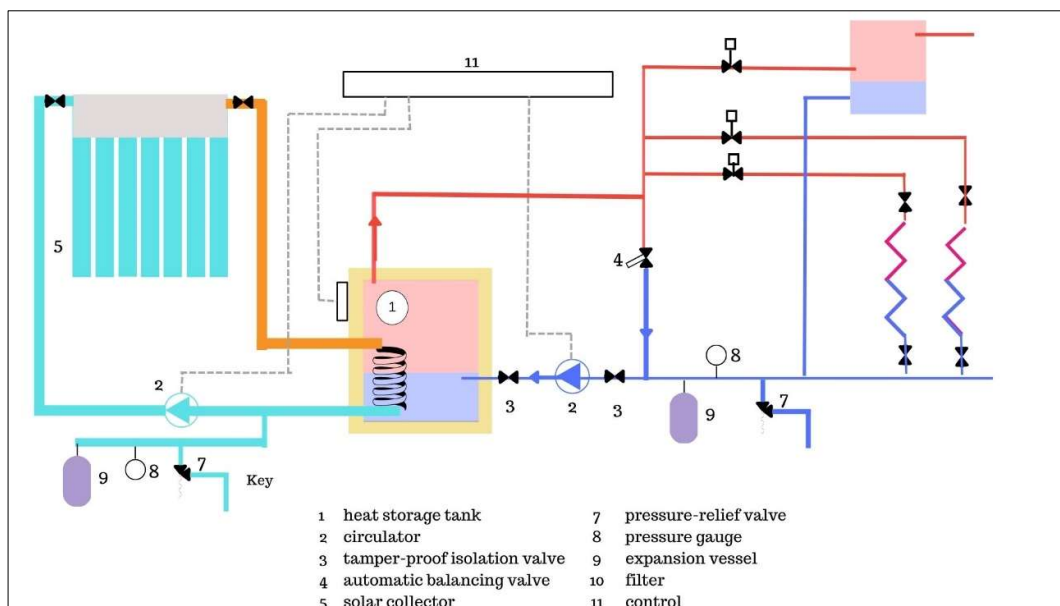 11
5
4
1
2
8
3
2
3
9
7
9
8
7
Key
1 heat storage tank
2 circulator
3 tamper-proof isolation valve
4 automatic balancing valve
5 solar collector
7 pressure-relief valve
8 pressure gauge
9 expansion vessel
10 filter
11 control